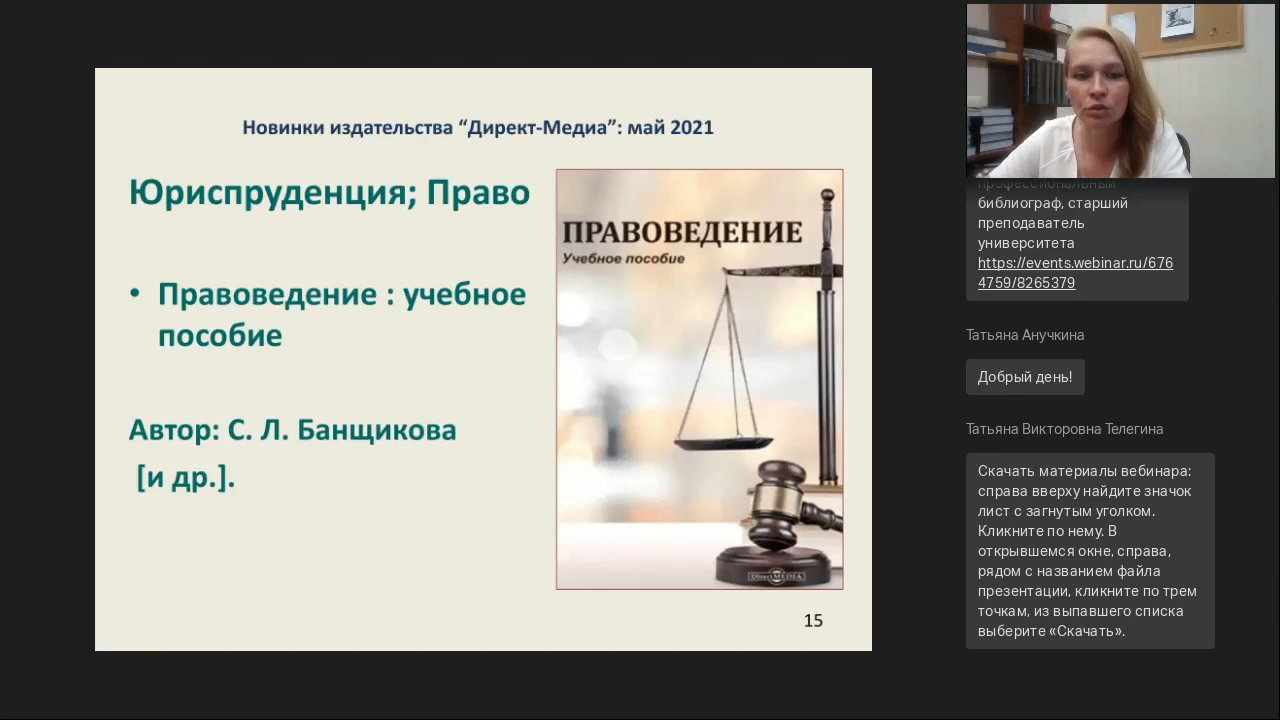 Новинки издательства “Директ-Медиа”: май 2021
Юриспруденция; Право
• Правоведение : учебное
пособие
Автор: С. Л. Банщикова
[и др.].
ПРАВОВЕДЕНИЕ
Учебное пособие
DirectMEDIA
15
профессиональный
библиограф, старший
преподаватель
университета
https://events.webinar.ru/676
4759/8265379
Татьяна Анучкина
Добрый день!
Татьяна Викторовна Телегина
Скачать материалы вебинара:
справа вверху найдите значок
лист с загнутым уголком.
Кликните по нему. В
открывшемся окне, справа,
рядом с названием файла
презентации, кликните по трем
точкам, из выпавшего списка
выберите «Скачать».